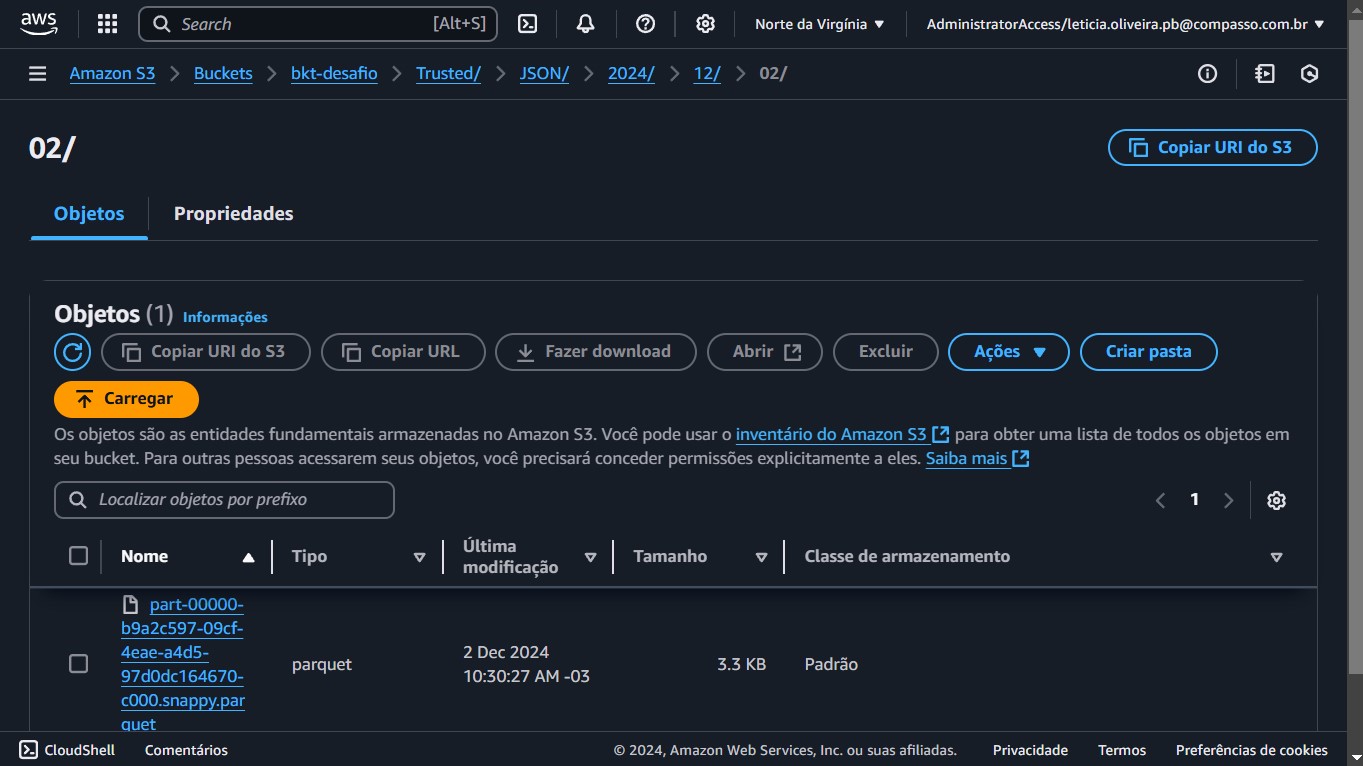 aws
Search [Alt+S] Norte da Virgínia AdministratorAccess/leticia.oliveira.pb@compasso.com.br
Amazon S3 Buckets bkt-desafio Trusted/ JSON/ 2024/ 12/ 02/
02/
Copiar URI do S3
Objetos Propriedades
Objetos (1) Informações
Copiar URI do S3 Copiar URL Fazer download Abrir Excluir Ações Criar pasta
Carregar
Os objetos são as entidades fundamentais armazenadas no Amazon S3. Você pode usar o inventário do Amazon S3 para obter uma lista de todos os objetos em
seu bucket. Para outras pessoas acessarem seus objetos, você precisará conceder permissões explicitamente a eles. Saiba mais
Localizar objetos por prefixo 1
Nome Tipo Última
modificação Tamanho Classe de armazenamento
part-00000-
b9a2c597-09cf-
4eae-a4d5-
97d0dc164670-
c000.snappy.par
quet
parquet
2 Dec 2024
10:30:27 AM -03
3.3 KB
Padrão
CloudShell Comentários © 2024, Amazon Web Services, Inc. ou suas afiliadas. Privacidade Termos Preferências de cookies